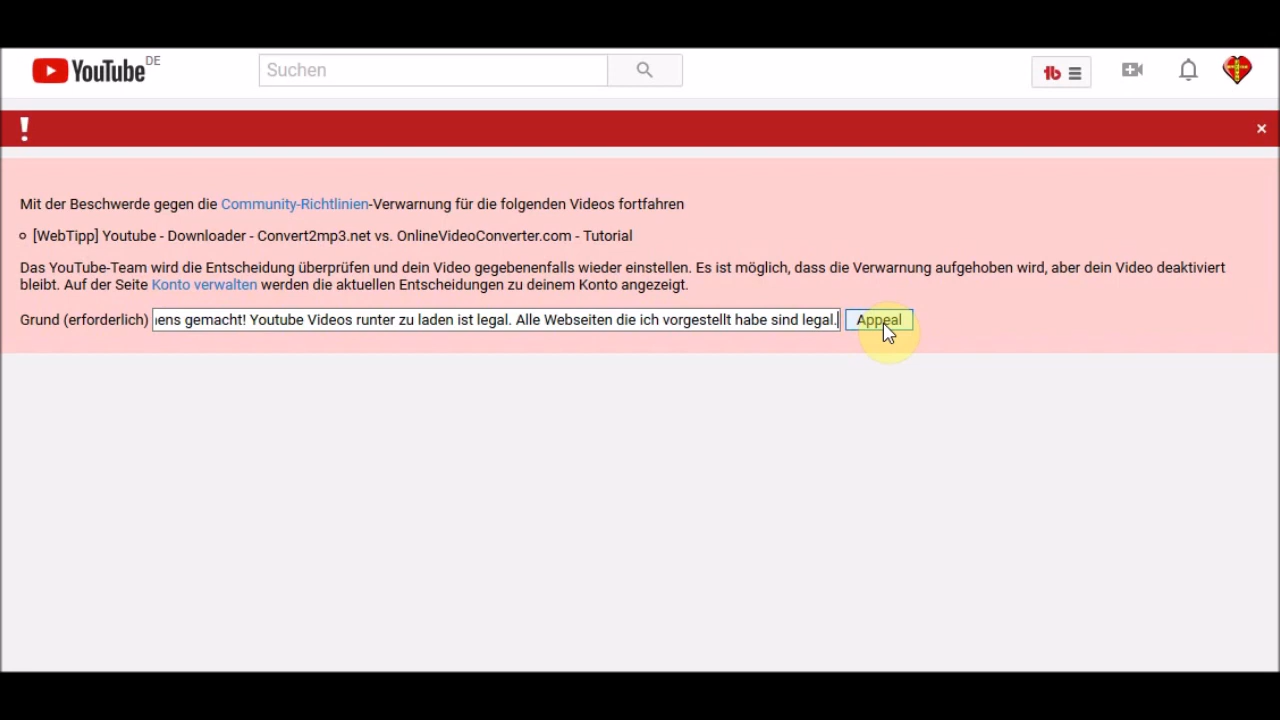 YouTube DE
Suchen
Mit der Beschwerde gegen die Community-Richtlinien-Verwarnung für die folgenden Videos fortfahren
[WebTipp] Youtube - Downloader - Convert2mp3.net vs. OnlineVideoConverter.com - Tutorial
Das YouTube-Team wird die Entscheidung überprüfen und dein Video gegebenenfalls wieder einstellen. Es ist möglich, dass die Verwarnung aufgehoben wird, aber dein Video deaktiviert
bleibt. Auf der Seite Konto verwalten werden die aktuellen Entscheidungen zu deinem Konto angezeigt.
Grund (erforderlich) ens gemacht! Youtube Videos runter zu laden ist legal. Alle Webseiten die ich vorgestellt habe sind legal. Appeal